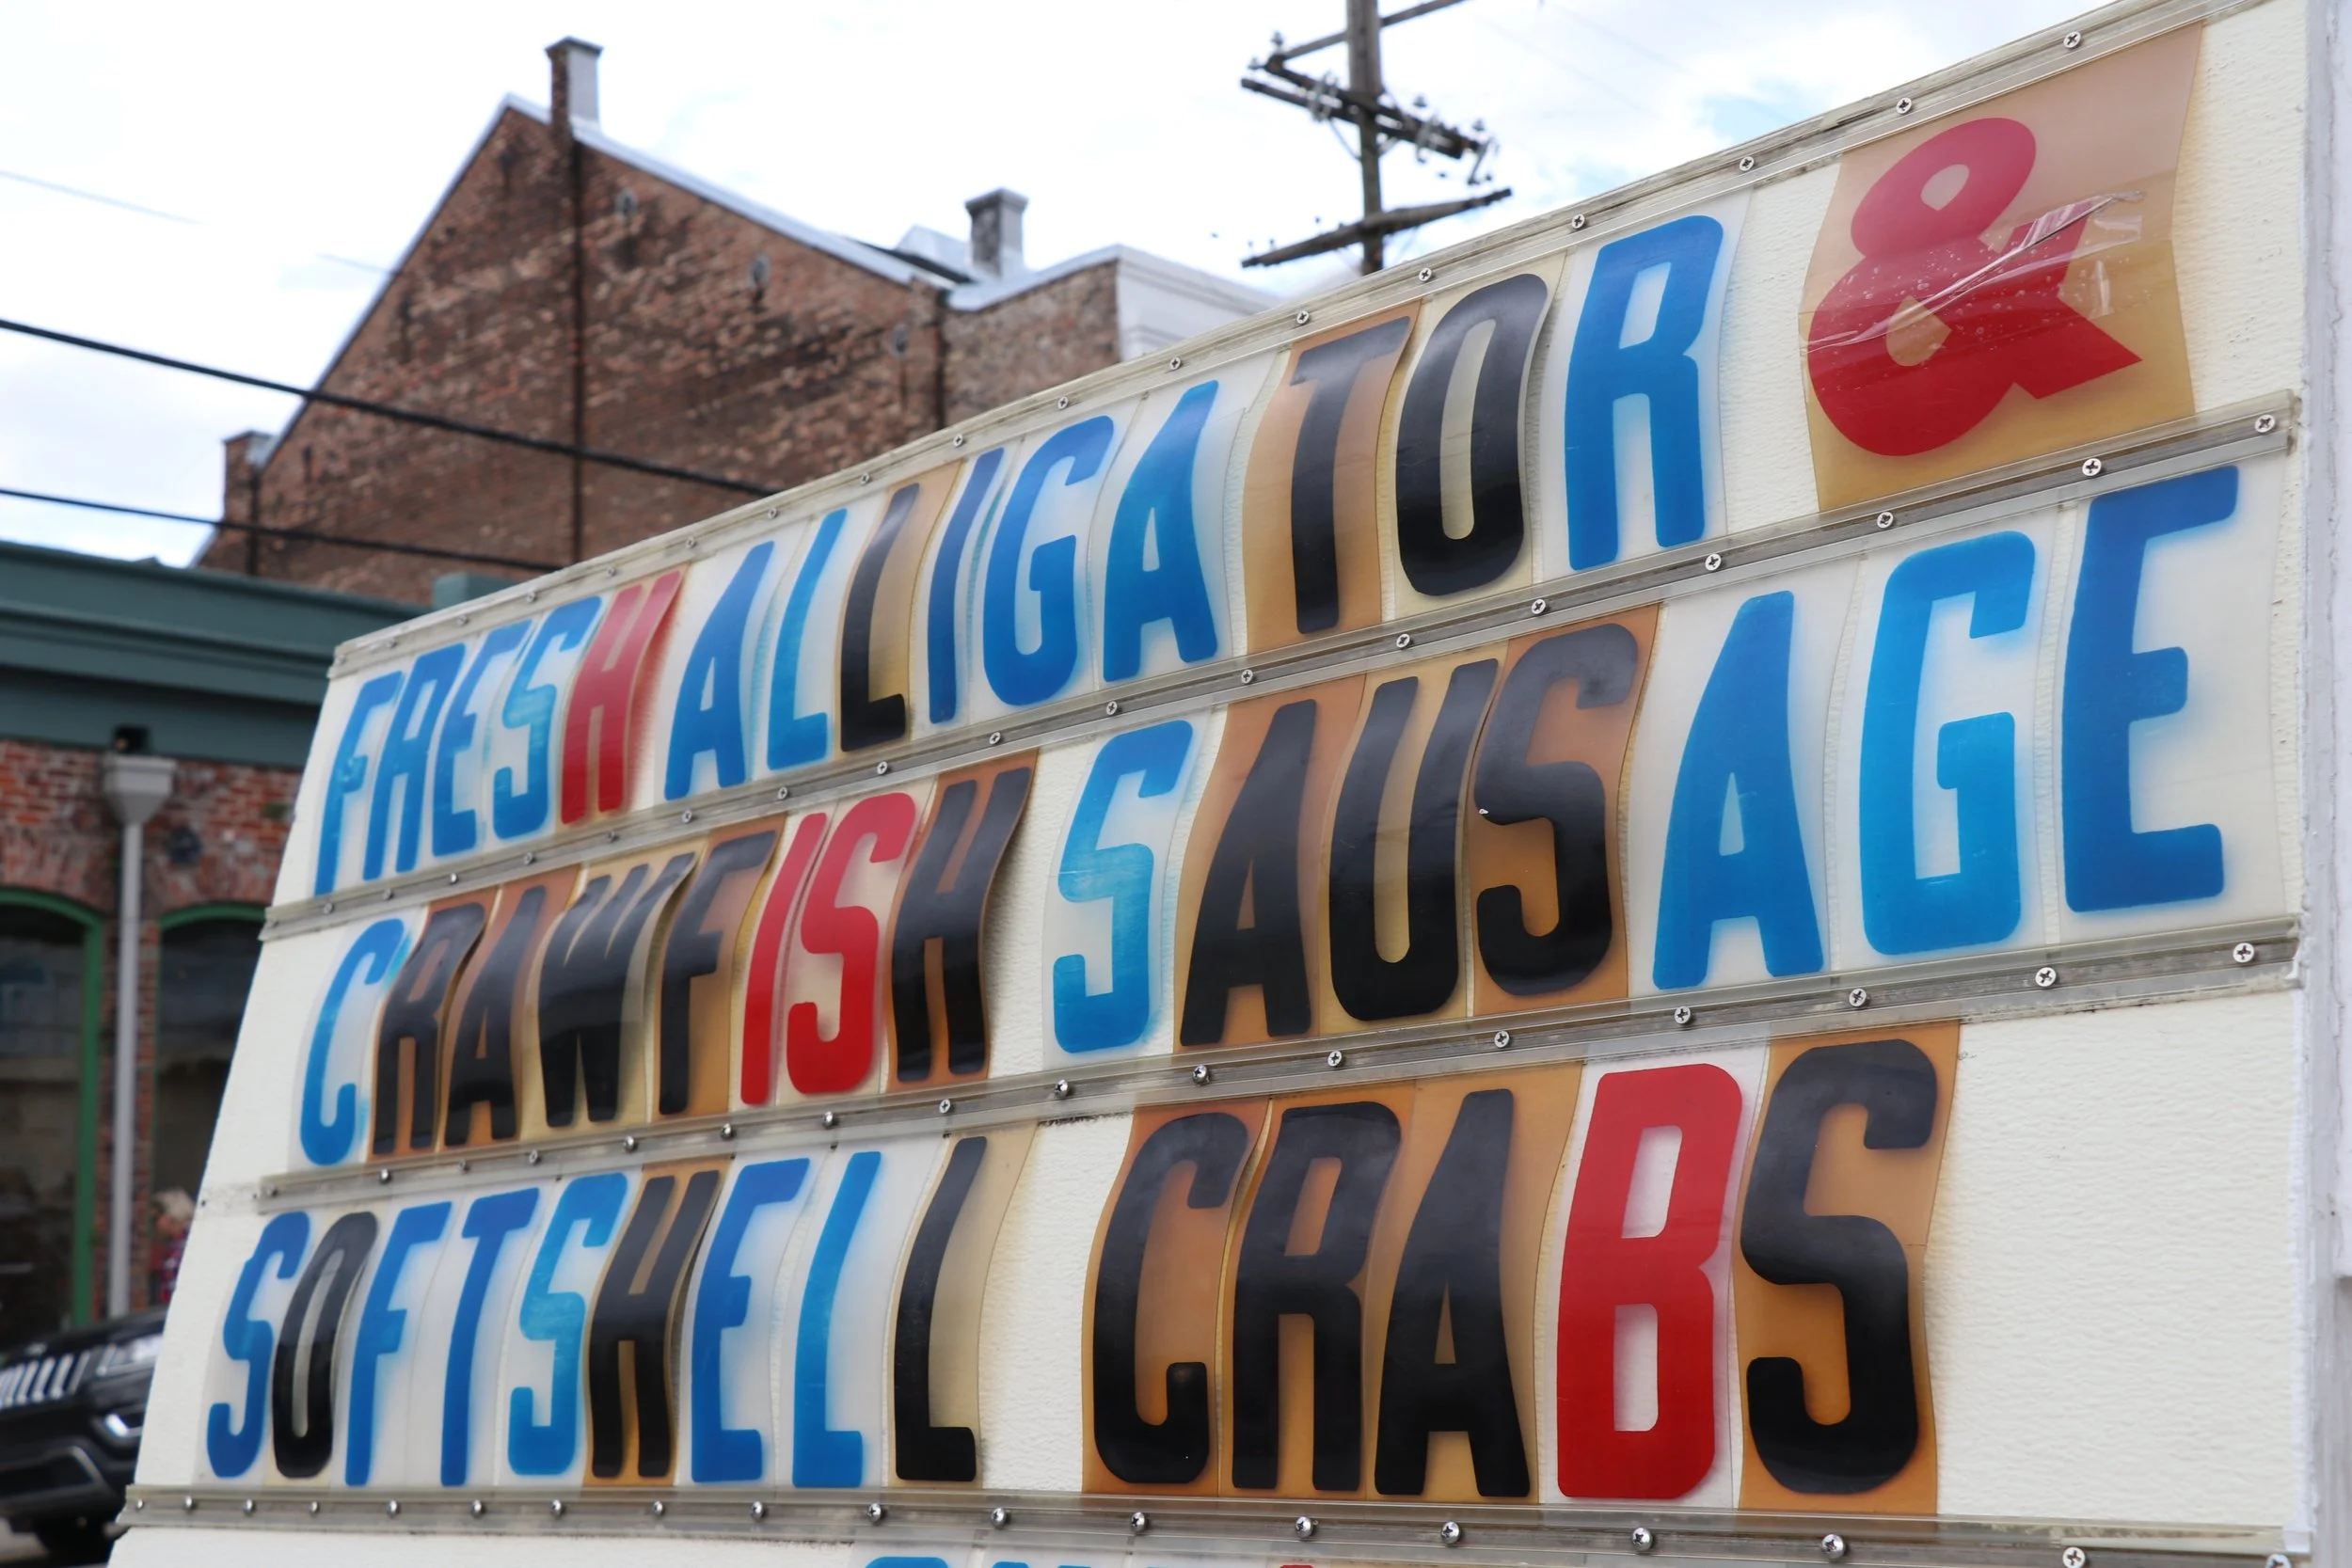 FRESH ALLIGATOR &
CRAWFISH SAUSAGE
SOFTSHELL CRABS